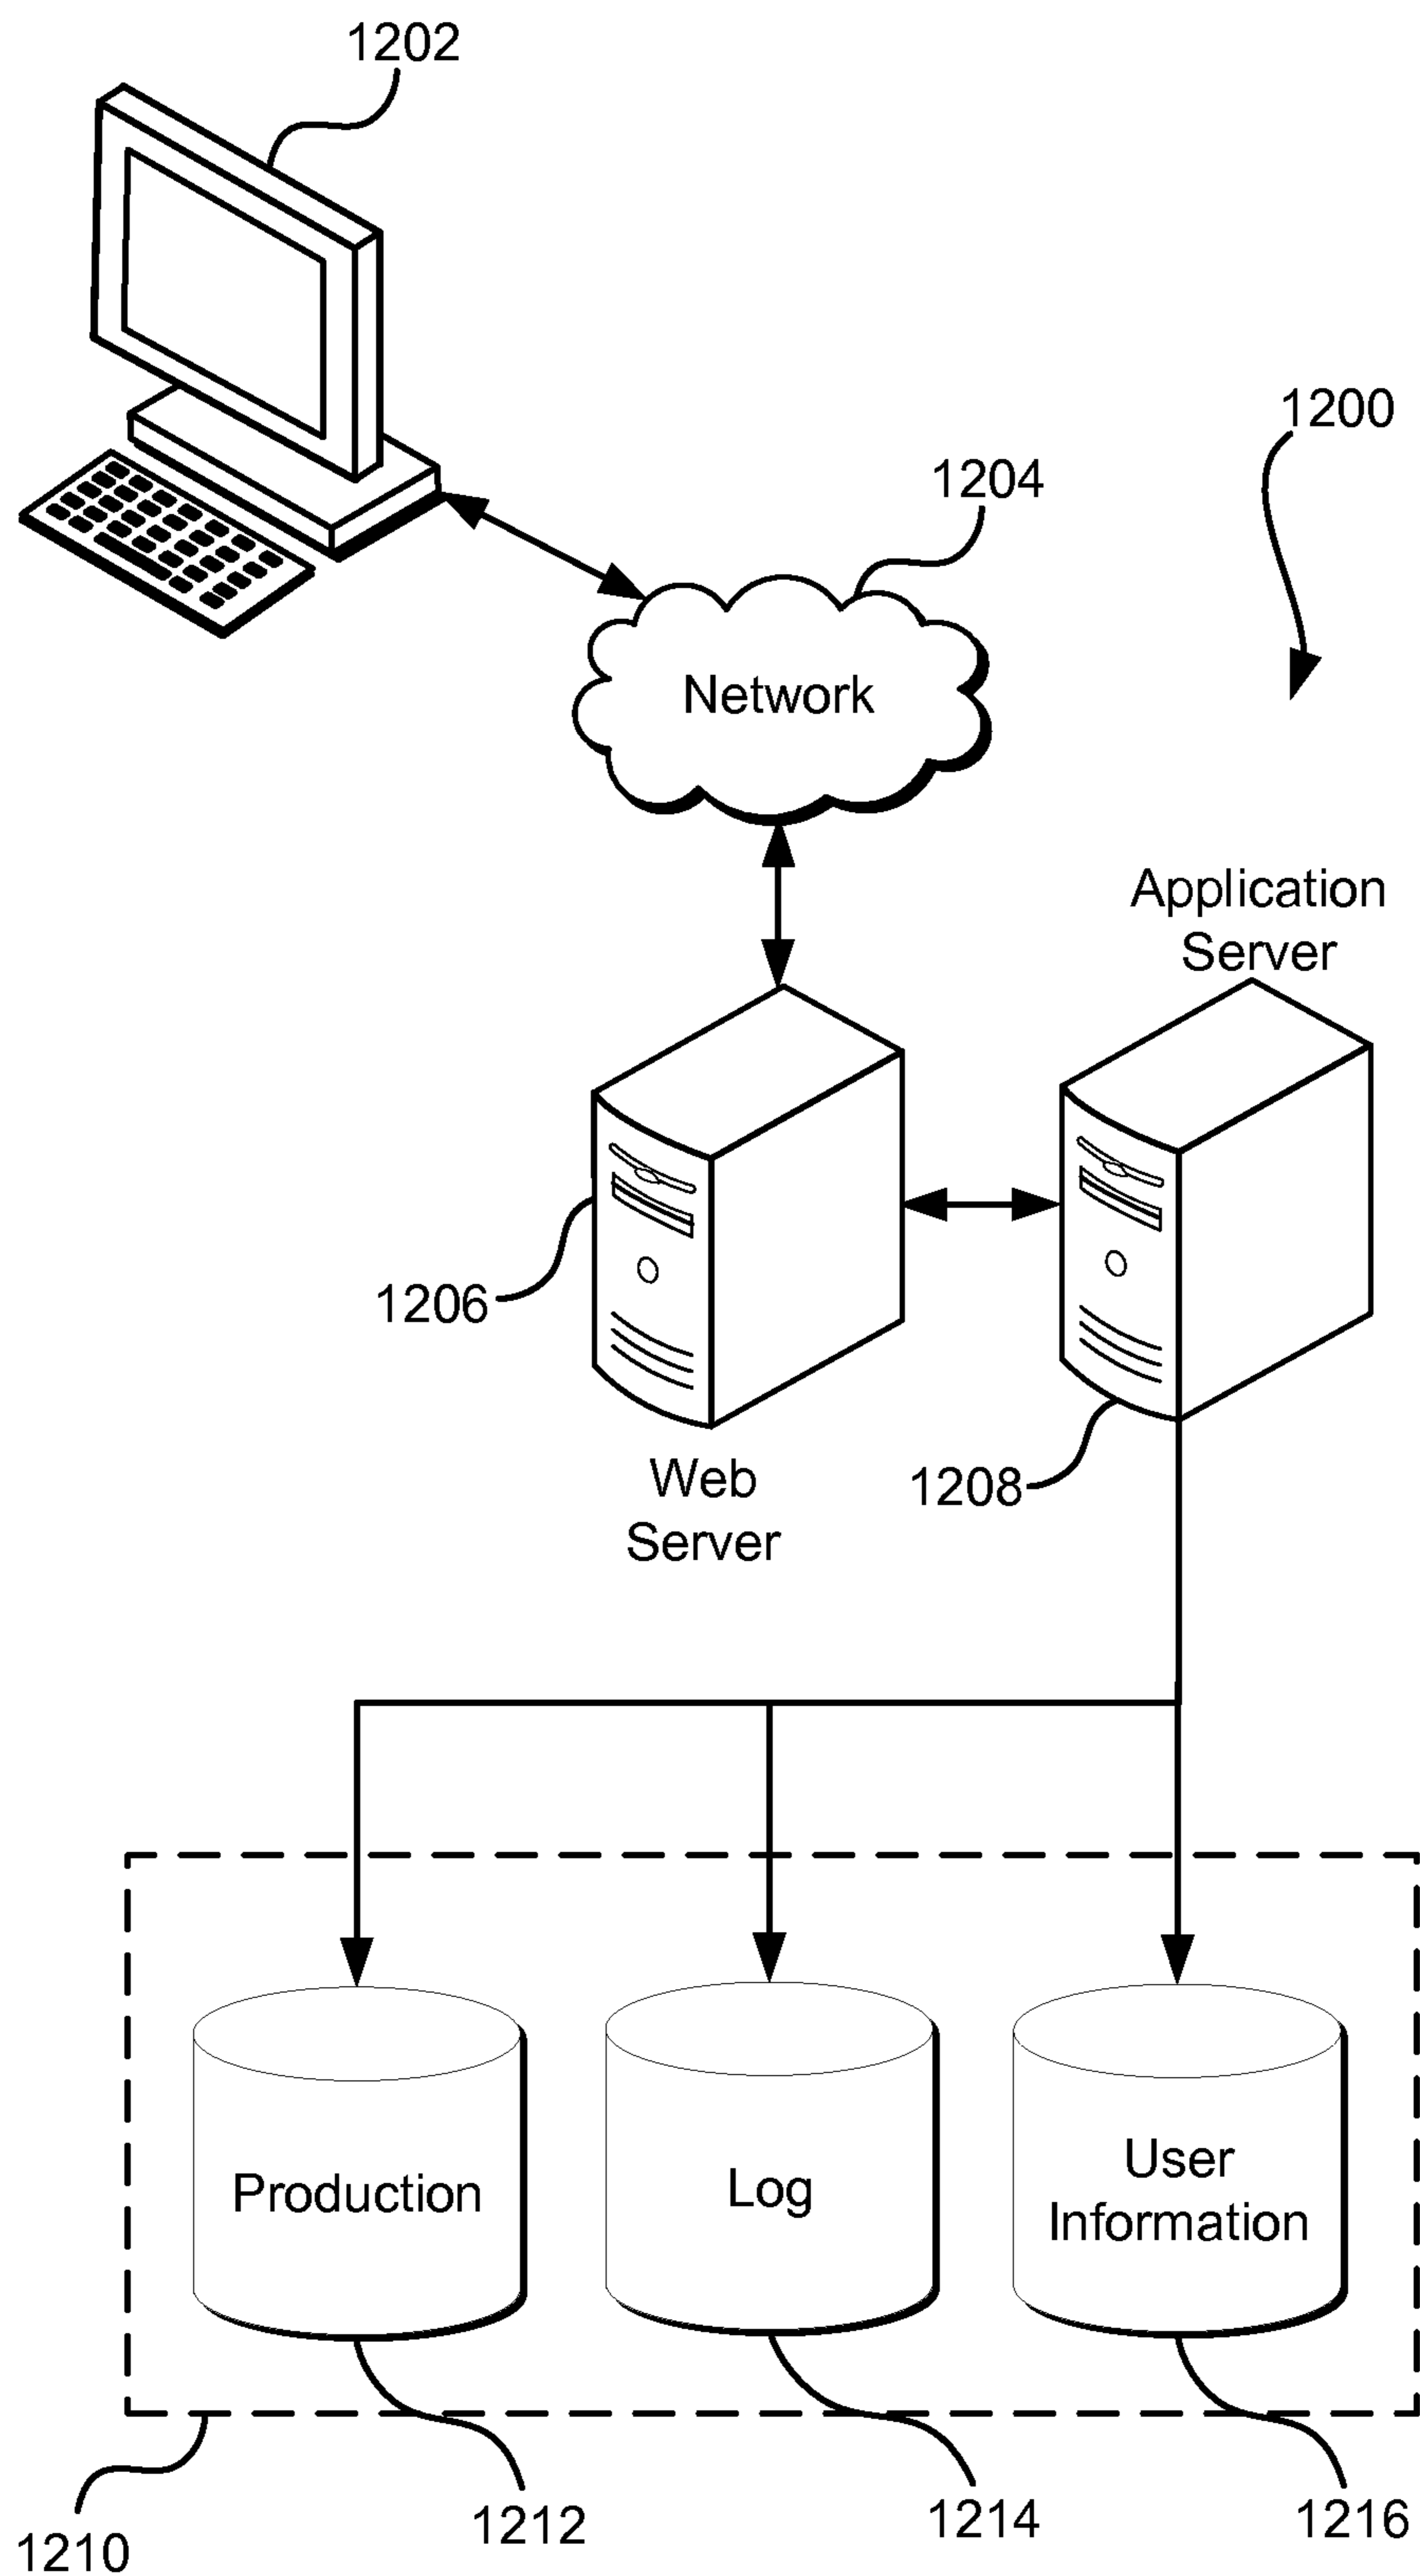 1202
1200
1204
Network
Application
Server
1206
1208
Web
Server
Production
Log
User
Information
1210
1212
1214
1216